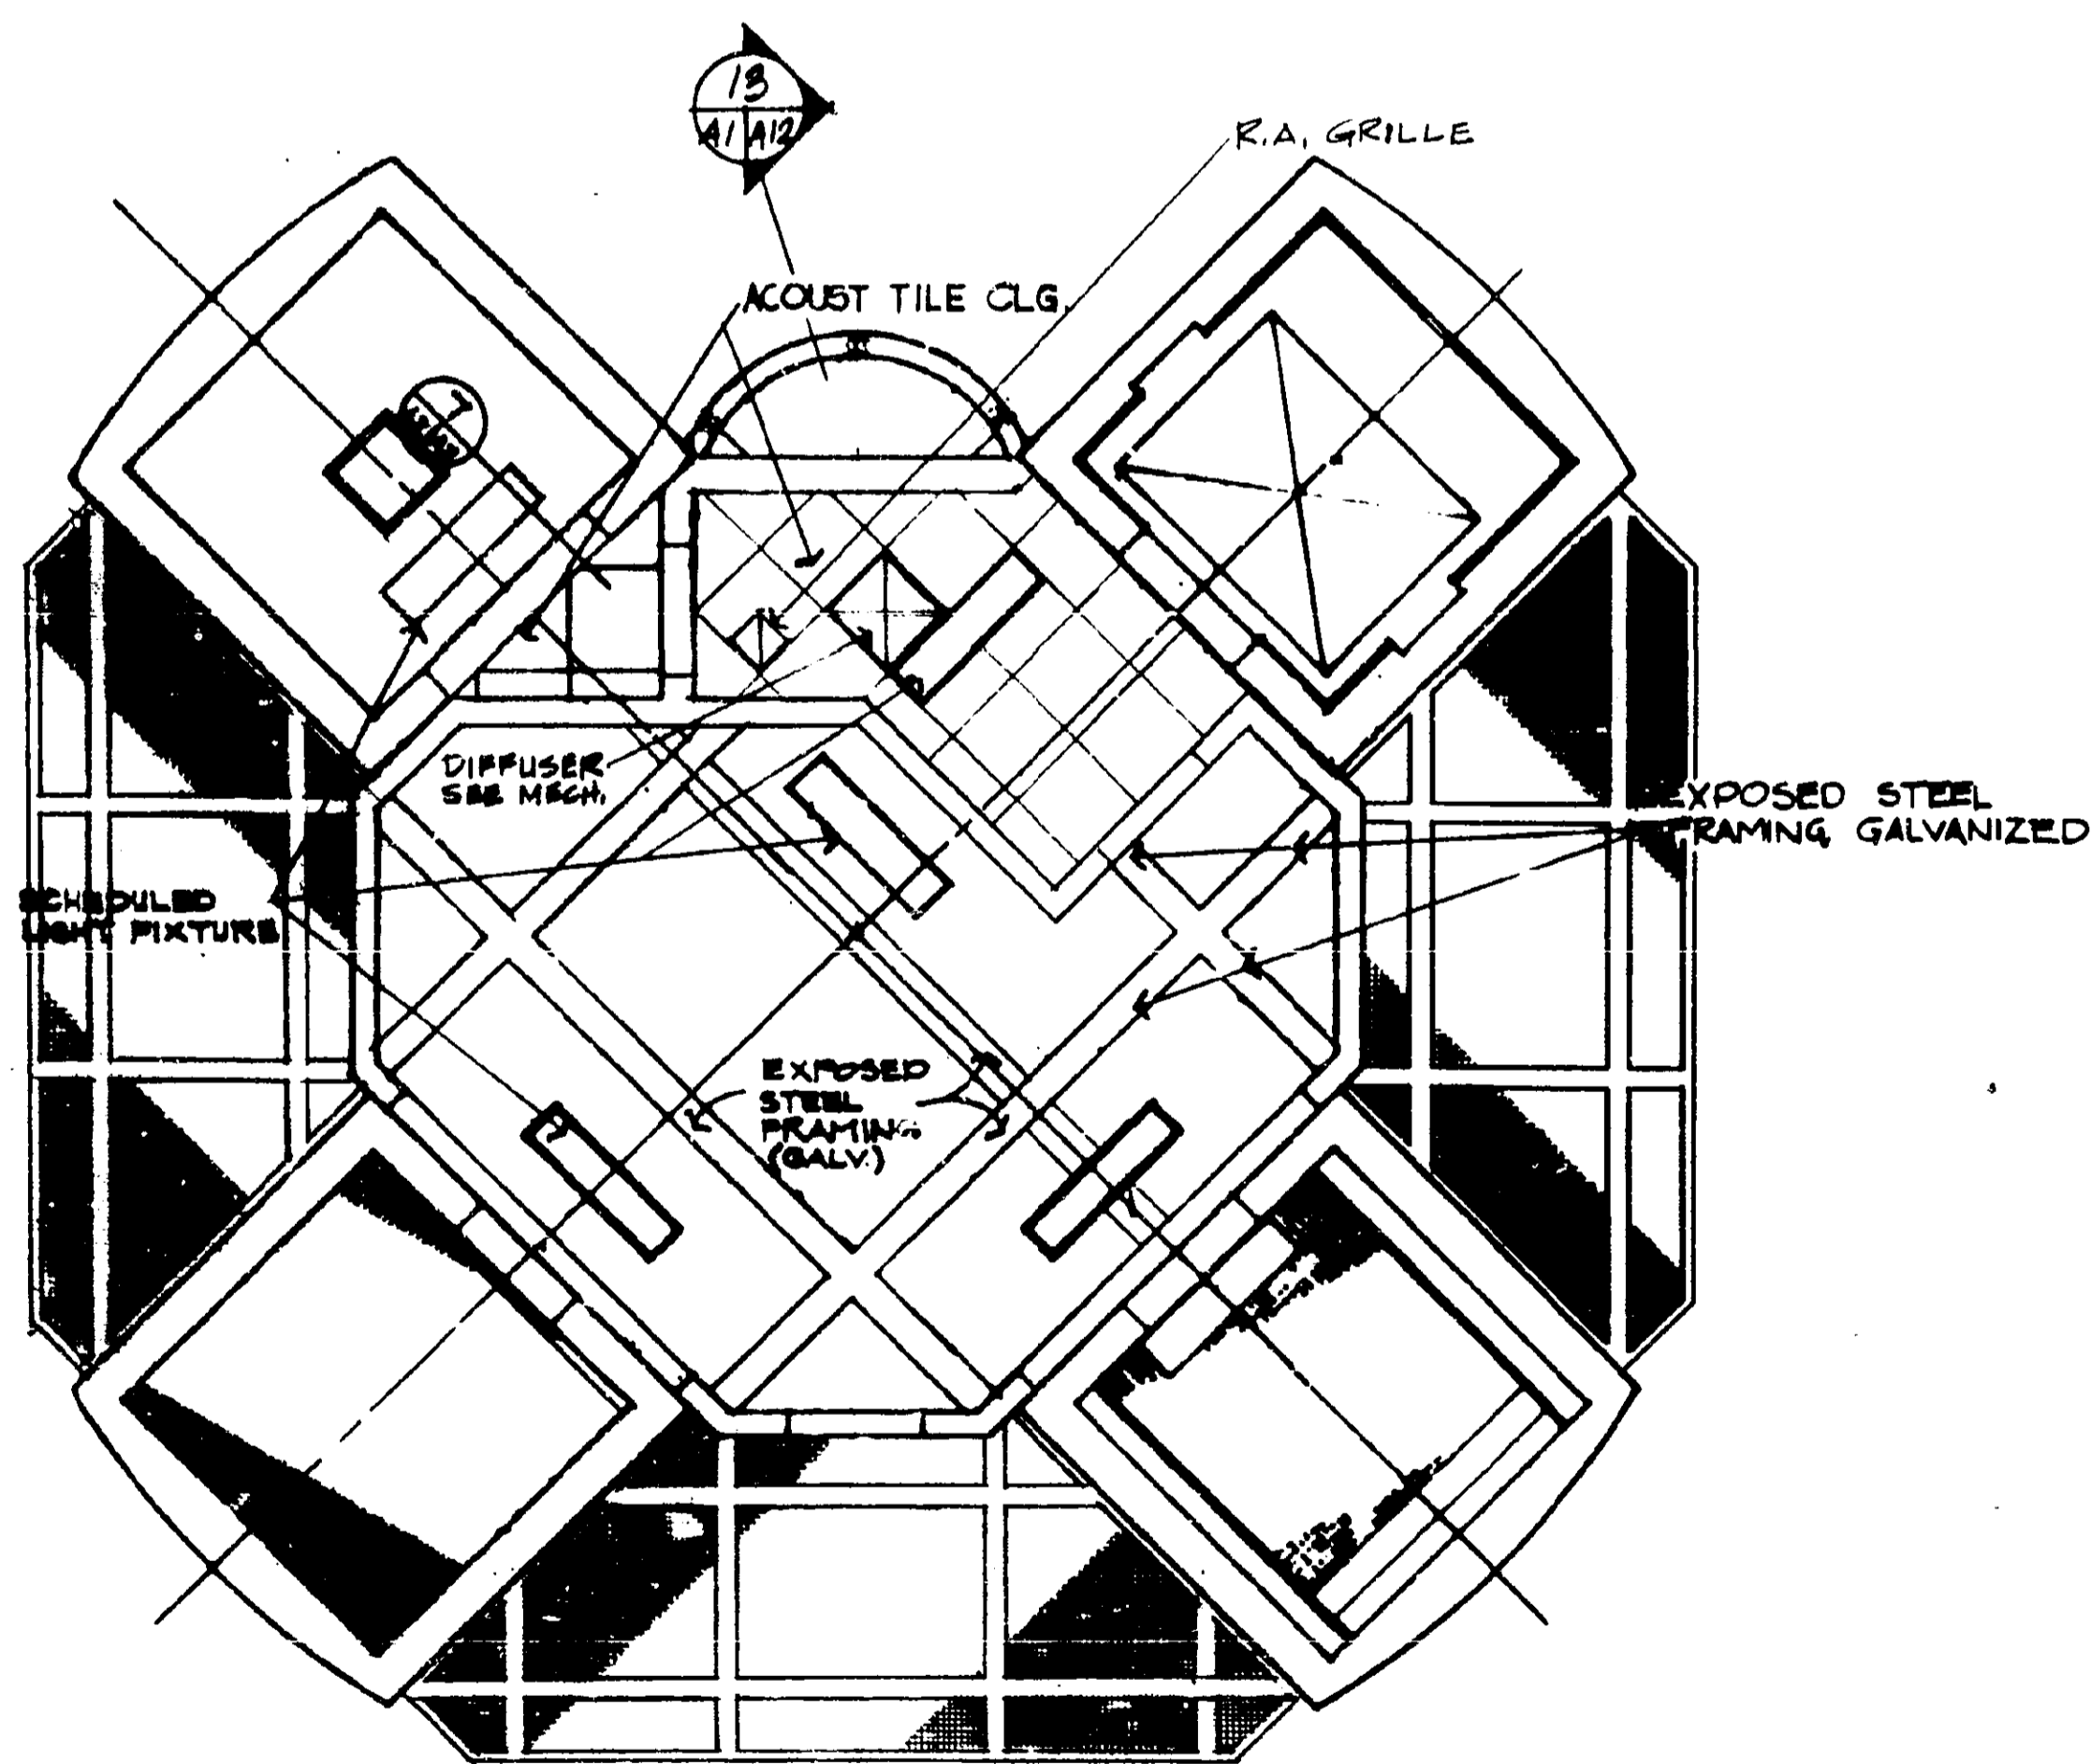 13
A1 A12
R.A. GRILLE
ACOUST TILE CLG.
DIFFUSER
SEE MECH.
EXPOSED STEEL
FRAMING GALVANIZED
SCHEDULED
LIGHT FIXTURE
EXPOSED
STEEL
FRAMING
(GALV.)